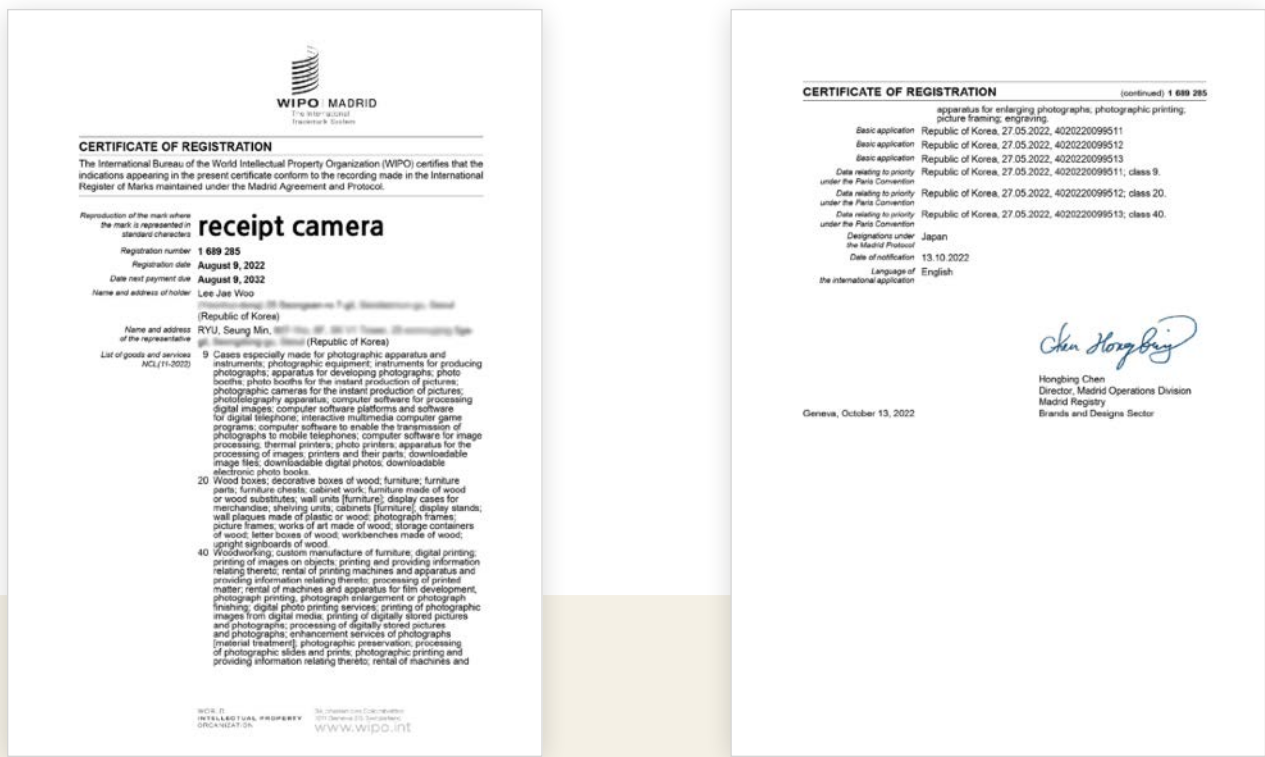 WIPO | MADRID
The International
Trademark System
CERTIFICATE OF REGISTRATION
The International Bureau of the World Intellectual Property Organization (WIPO) certifies that the
indications appearing in the present certificate conform to the recording made in the International
Register of Marks maintained under the Madrid Agreement and Protocol.
Reproduction of the mark where
the mark is represented in
standard characters
receipt camera
Registration number 1 689 285
Registration date August 9, 2022
Date next payment due August 9, 2032
Name and address of holder Lee Jae Woo
(Republic of Korea)
Name and address
of the representative
RYU, Seung Min,
(Republic of Korea)
List of goods and services
NCL(11-2022)
9 Cases especially made for photographic apparatus and
instruments; photographic equipment; instruments for producing
photographs; apparatus for developing photographs; photo
booths; photo booths for the instant production of pictures;
photographic cameras for the instant production of pictures;
phototelegraphy apparatus; computer software for processing
digital images; computer software platforms and software
for digital telephone; interactive multimedia computer game
programs; computer software to enable the transmission of
photographs to mobile telephones; computer software for image
processing; thermal printers; photo printers; apparatus for the
processing of images; printers and their parts; downloadable
image files; downloadable digital photos; downloadable
electronic photo books.
20 Wood boxes; decorative boxes of wood; furniture; furniture
parts; furniture chests; cabinet work; furniture made of wood
or wood substitutes; wall units [furniture]; display cases for
merchandise; shelving units; cabinets [furniture]; display stands;
wall plaques made of plastic or wood; photograph frames;
picture frames; works of art made of wood; storage containers
of wood; letter boxes of wood; workbenches made of wood;
upright signboards of wood.
40 Woodworking; custom manufacture of furniture; digital printing;
printing of images on objects; printing and providing information
relating thereto; rental of printing machines and apparatus and
providing information relating thereto; processing of printed
matter; rental of machines and apparatus for film development,
photograph printing, photograph enlargement or photograph
finishing; digital photo printing services; printing of photographic
images from digital media; printing of digitally stored pictures
and photographs; processing of digitally stored pictures
and photographs; enhancement services of photographs
[material treatment]; photographic preservation; processing
of photographic slides and prints; photographic printing and
providing information relating thereto; rental of machines and
WORLD
INTELLECTUAL PROPERTY
ORGANIZATION
www.wipo.int
CERTIFICATE OF REGISTRATION (continued) 1 689 285
apparatus for enlarging photographs; photographic printing;
picture framing; engraving.
Basic application Republic of Korea, 27.05.2022, 4020220099511
Basic application Republic of Korea, 27.05.2022, 4020220099512
Basic application Republic of Korea, 27.05.2022, 4020220099513
Data relating to priority
under the Paris Convention
Republic of Korea, 27.05.2022, 4020220099511; class 9.
Data relating to priority
under the Paris Convention
Republic of Korea, 27.05.2022, 4020220099512; class 20.
Data relating to priority
under the Paris Convention
Republic of Korea, 27.05.2022, 4020220099513; class 40.
Designations under
the Madrid Protocol
Japan
Date of notification 13.10.2022
Language of
the international application
English
Hongbing Chen
Director, Madrid Operations Division
Madrid Registry
Brands and Designs Sector
Geneva, October 13, 2022